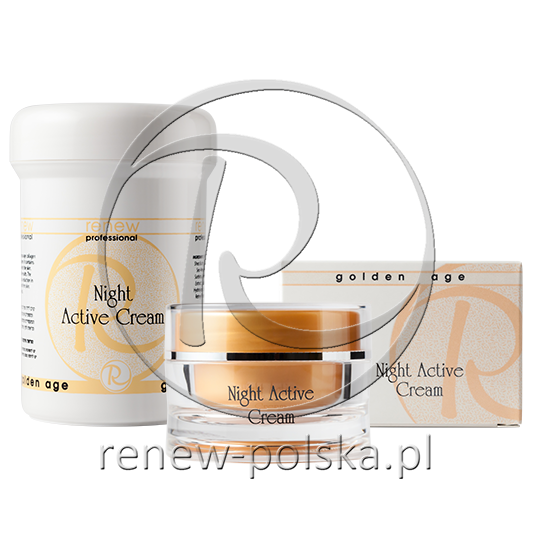 renew
professional
Night
Active Cream
R
golden age
g
golden age
Night Active
Cream
Night Active
Cream
R
renew-polska.pl